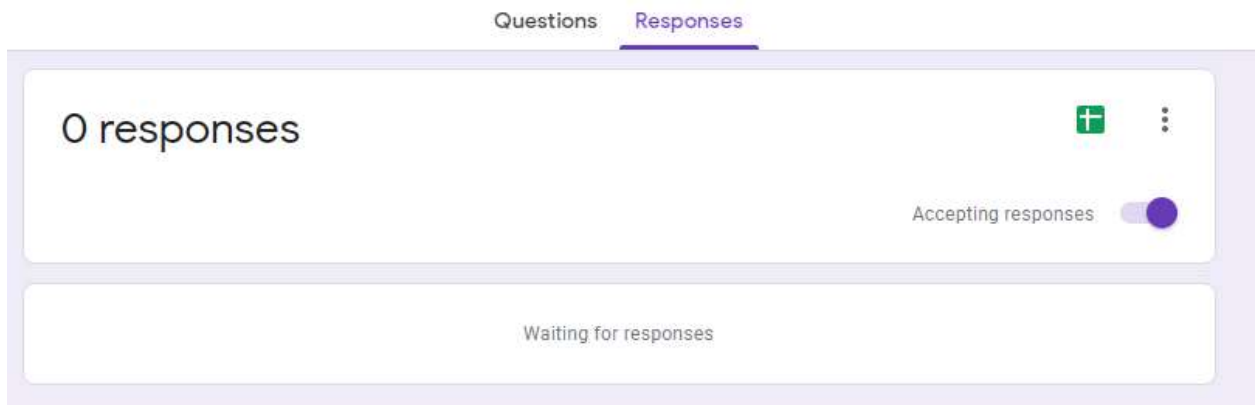 Questions Responses
0 responses
Accepting responses
Waiting for responses